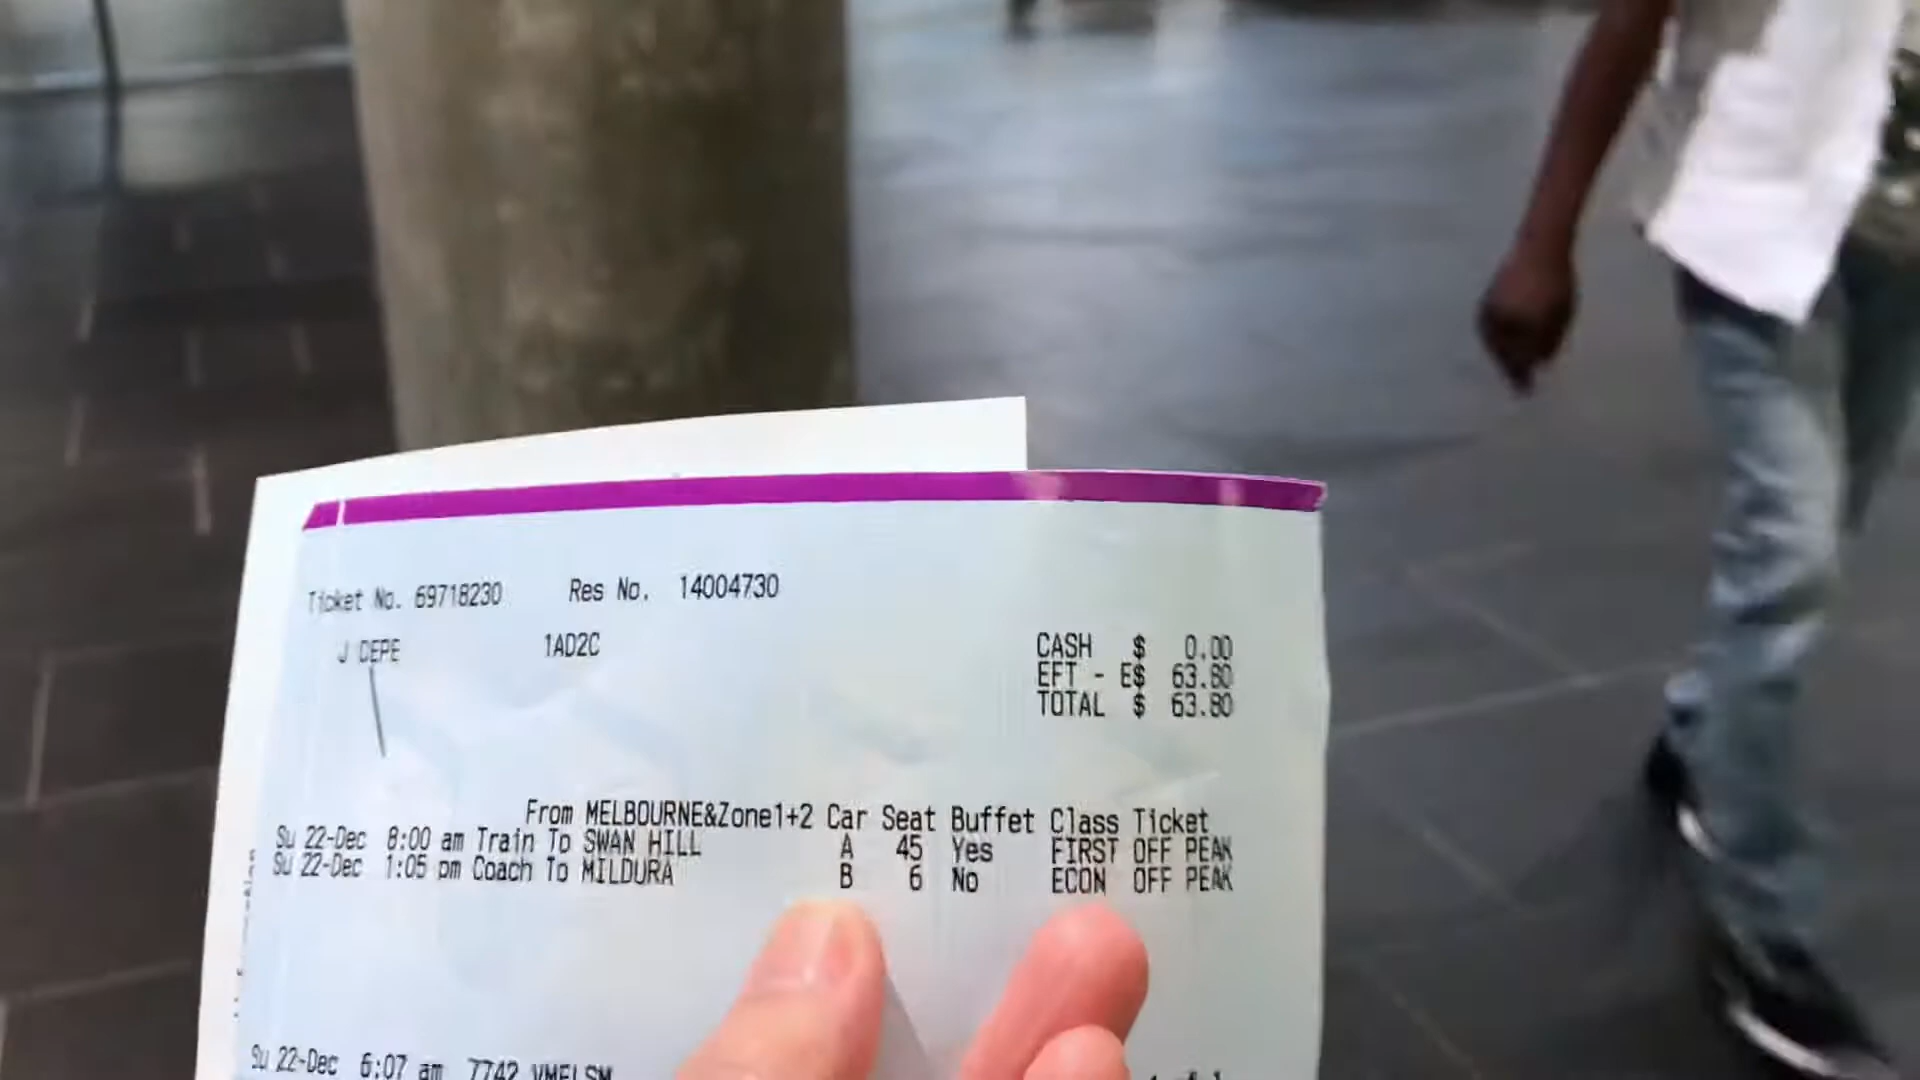 Ticket No. 69718230 Res No. 14004730
J DEPE 1AD2C
CASH $ 0.00
EFT - E$ 63.80
TOTAL $ 63.80
From MELBOURNE&Zone1+2 Car Seat Buffet Class Ticket
Su 22-Dec 8:00 am Train To SWAN HILL A 45 Yes FIRST OFF PEAK
Su 22-Dec 1:05 pm Coach To MILDURA B 6 No ECON OFF PEAK
Su 22-Dec 6:07 am 7742 VMELSM